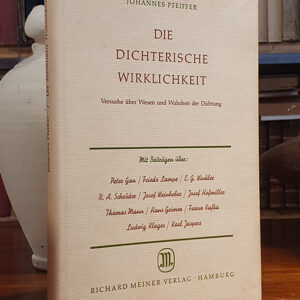 JOHANNES PFEIFFER
DIE
DICHTERISCHE
WIRKLICHKEIT
Versuche über Wesen und Wahrheit der Dichtung
Mit Beiträgen über:
Peter Gan / Friedo Lampe / E. G. Winkler
R. A. Schröder / Josef Weinheber / Josef Hofmiller
Thomas Mann / Hans Grimm / Franz Kafka
Ludwig Klages / Karl Jaspers
M
RICHARD MEINER VERLAG · HAMBURG